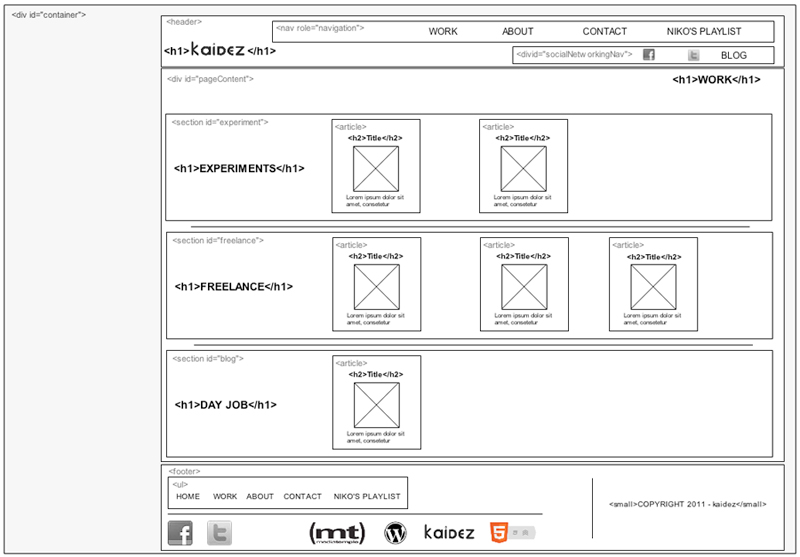 <div id="container">
<header>
<nav role="navigation"> WORK ABOUT CONTACT NIKO'S PLAYLIST
<h1>kaidez</h1>
<divid="socialNetw orkingNav"> f t BLOG
<div id="pageContent">
<h1>WORK</h1>
<section id="experiment">
<h1>EXPERIMENTS</h1>
<article>
<h2>Title</h2>
Lorem ipsum dolor sit
amet, consetetur
<article>
<h2>Title</h2>
Lorem ipsum dolor sit
amet, consetetur
<section id="freelance">
<h1>FREELANCE</h1>
<article>
<h2>Title</h2>
Lorem ipsum dolor sit
amet, consetetur
<article>
<h2>Title</h2>
Lorem ipsum dolor sit
amet, consetetur
<article>
<h2>Title</h2>
Lorem ipsum dolor sit
amet, consetetur
<section id="blog">
<h1>DAY JOB</h1>
<article>
<h2>Title</h2>
Lorem ipsum dolor sit
amet, consetetur
<footer>
<ul>
HOME WORK ABOUT CONTACT NIKO'S PLAYLIST
f t (mt) mediatemple W kaidez 5
<small>COPYRIGHT 2011 - kaidez</small>